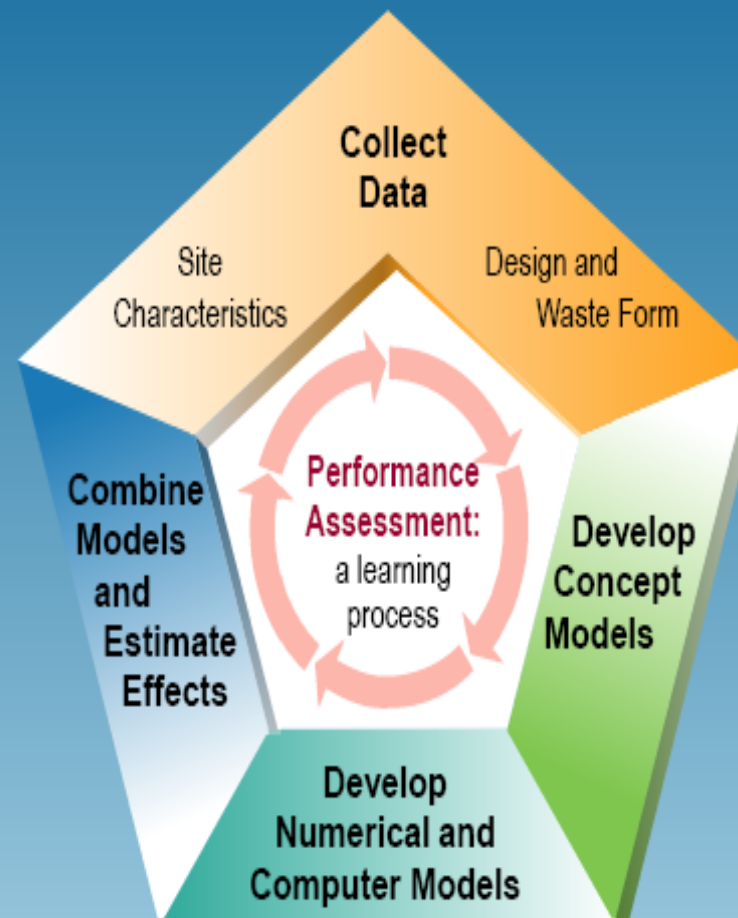 Collect
Data
Site
Characteristics
Design and
Waste Form
Performance
Assessment:
a learning
process
Develop
Concept
Models
Develop
Numerical and
Computer Models
Combine
Models
and
Estimate
Effects